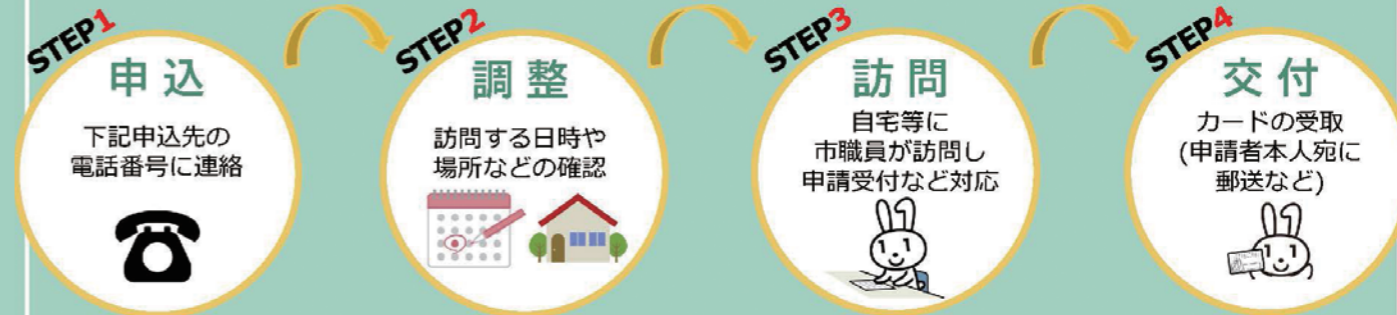 STEP1
申込
下記申込先の
電話番号に連絡
STEP2
調整
訪問する日時や
場所などの確認
STEP3
訪問
自宅等に
市職員が訪問し
申請受付など対応
STEP4
交付
カードの受取
(申請者本人宛に
郵送など)